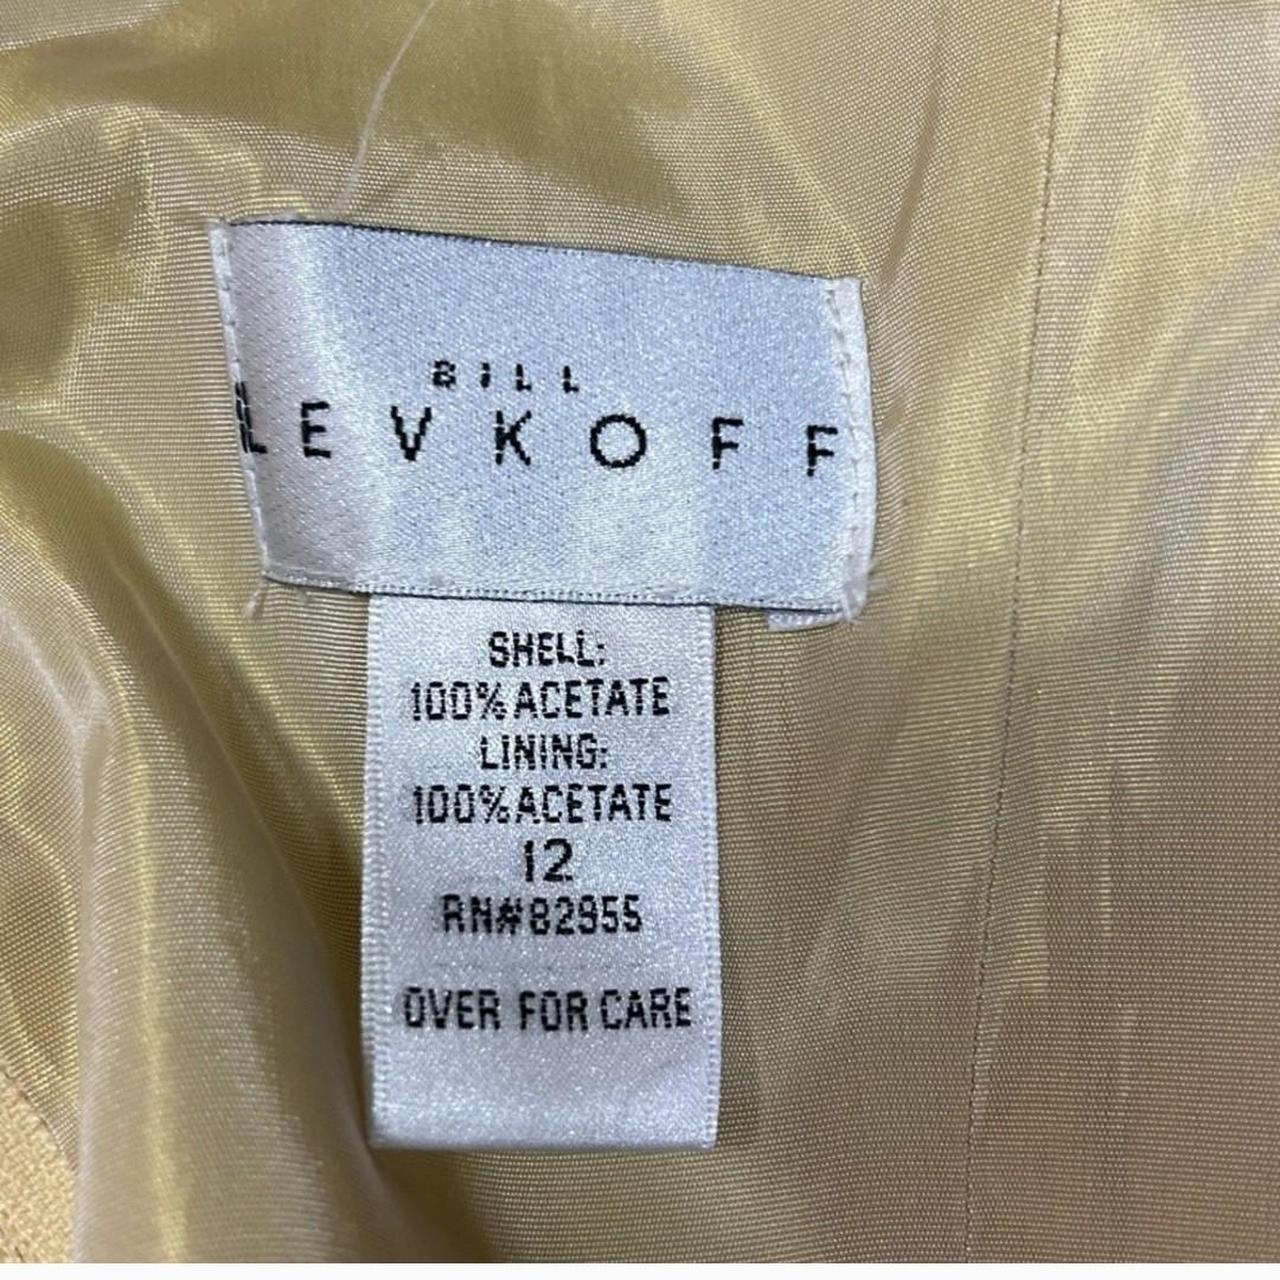 BILL
LEVKOFF
SHELL:
100% ACETATE
LINING:
100% ACETATE
12
RN#82955
OVER FOR CARE